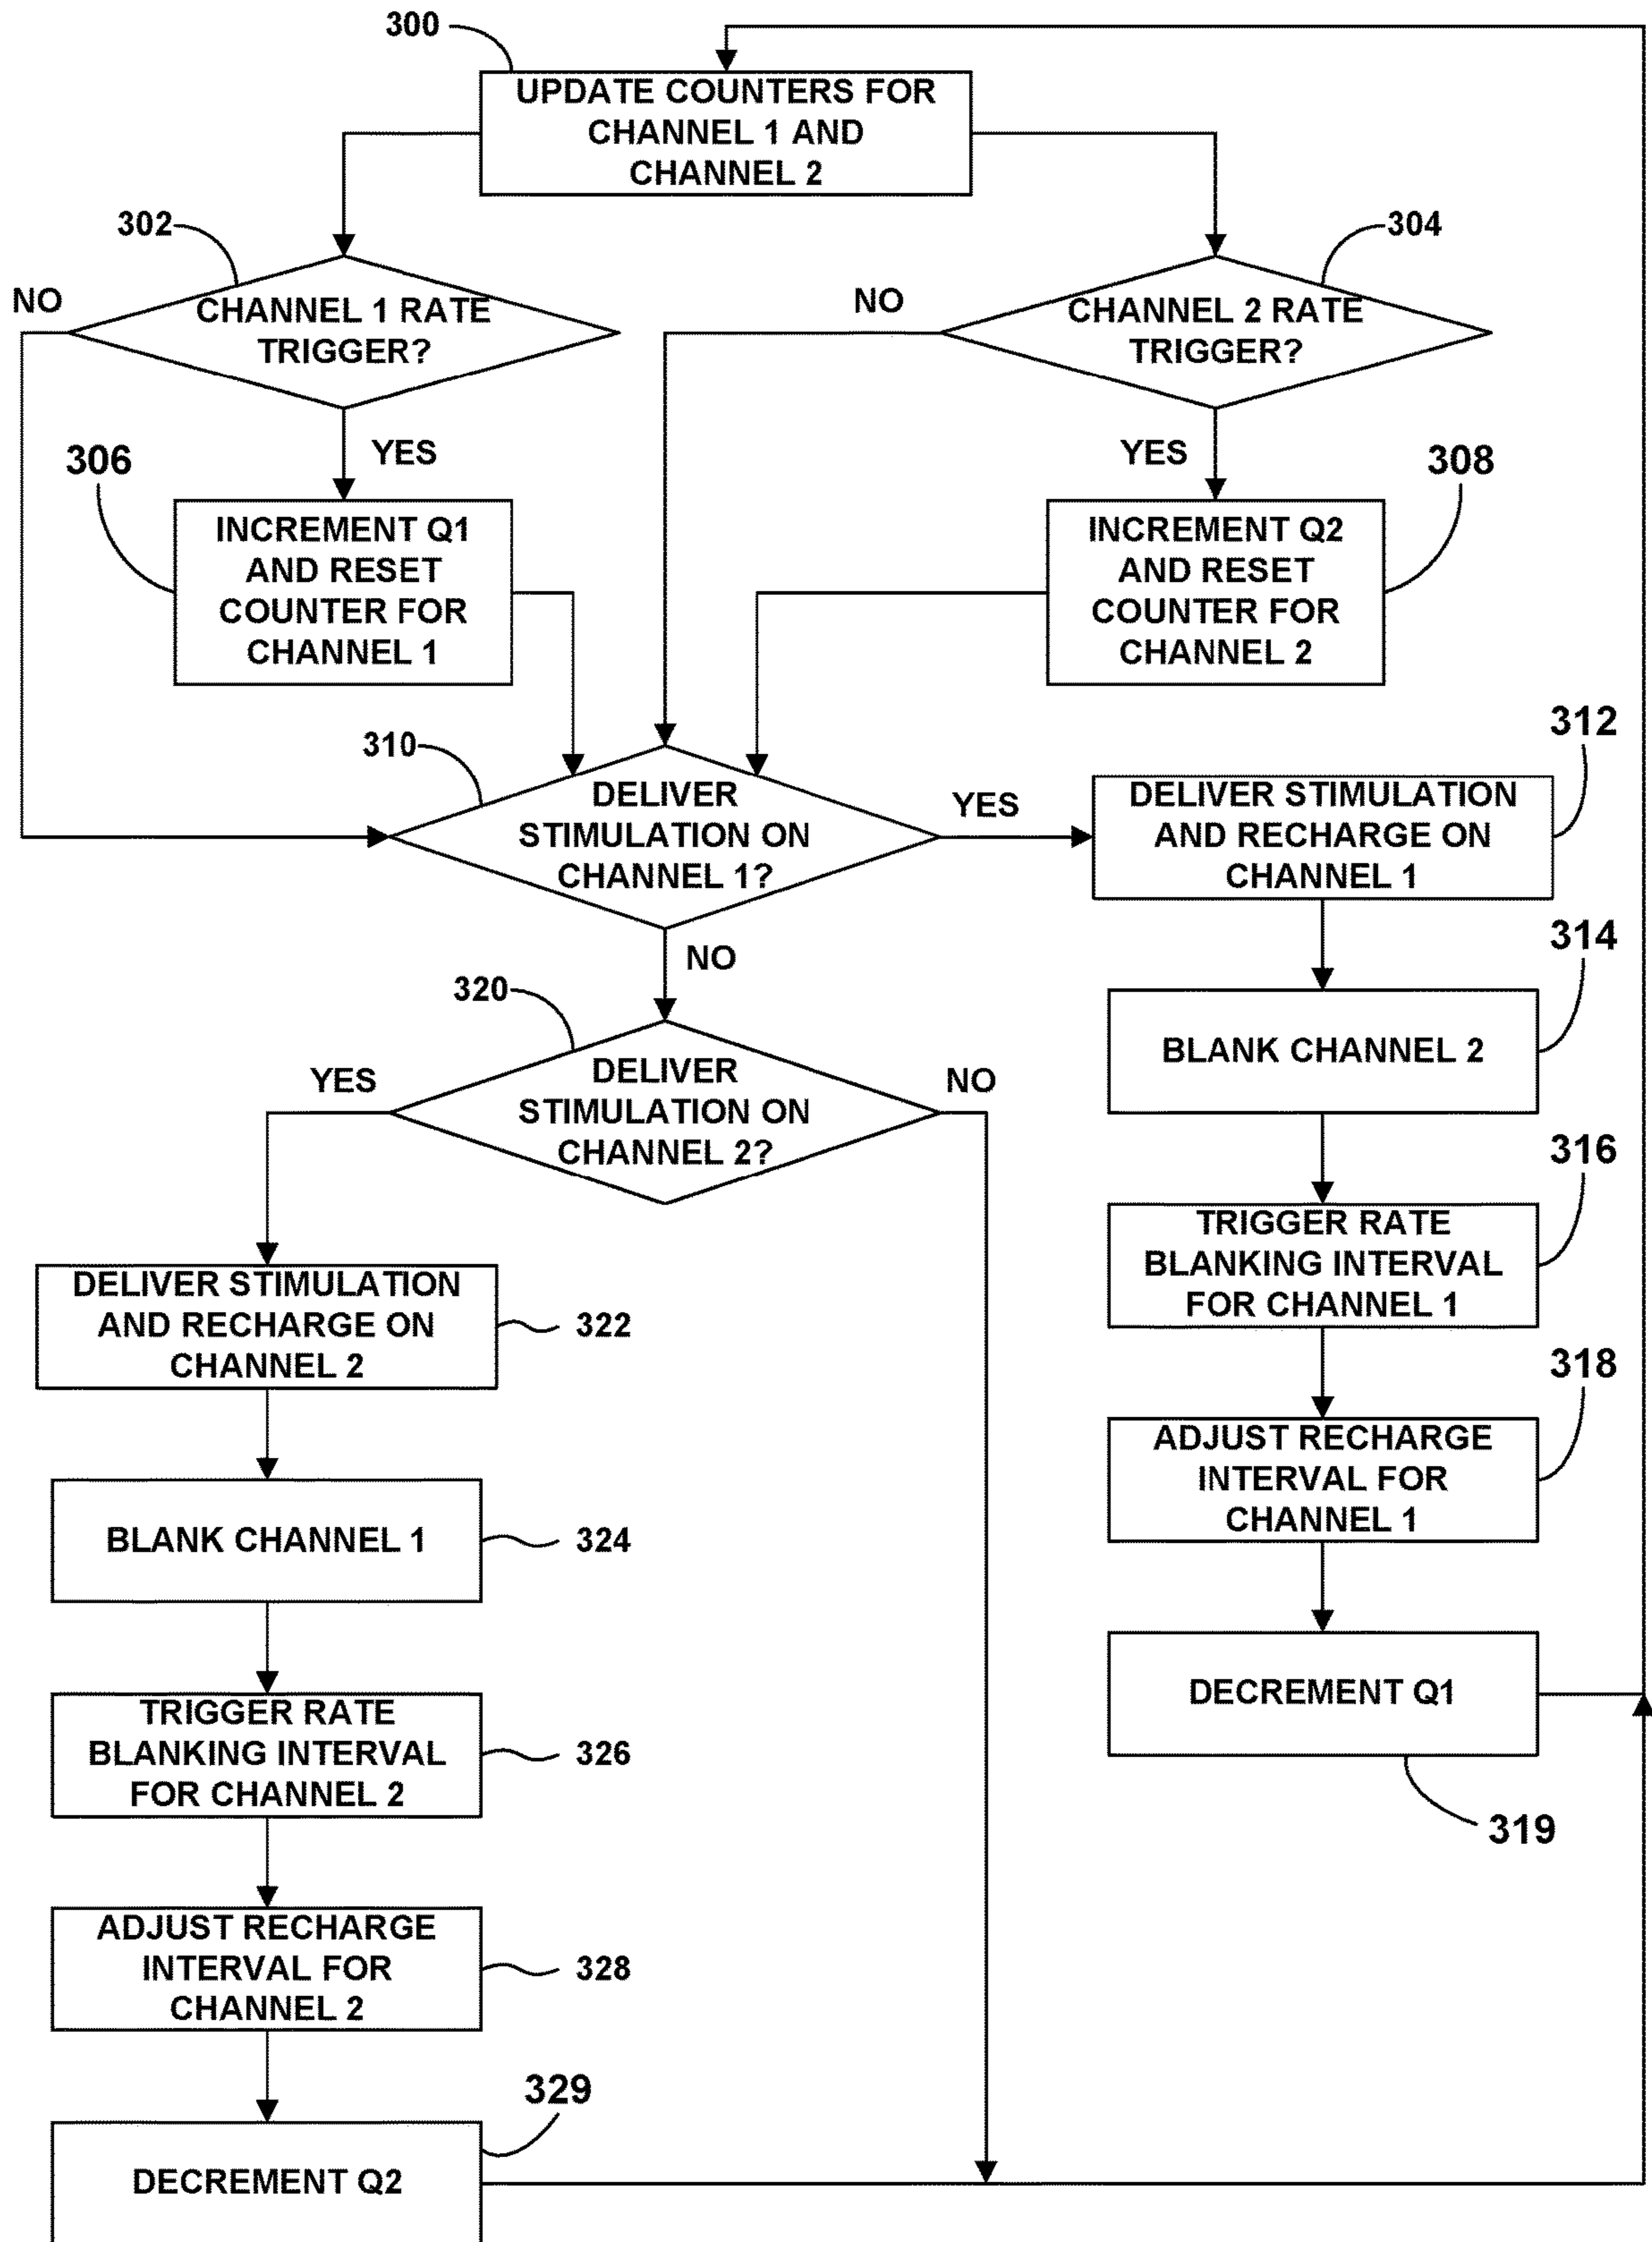 300
UPDATE COUNTERS FOR
CHANNEL 1 AND
CHANNEL 2
302
304
NO
CHANNEL 1 RATE
TRIGGER?
NO
CHANNEL 2 RATE
TRIGGER?
YES
YES
306
INCREMENT Q1
AND RESET
COUNTER FOR
CHANNEL 1
308
INCREMENT Q2
AND RESET
COUNTER FOR
CHANNEL 2
310
DELIVER
STIMULATION ON
CHANNEL 1?
YES
312
DELIVER STIMULATION
AND RECHARGE ON
CHANNEL 1
NO
314
BLANK CHANNEL 2
320
DELIVER
STIMULATION ON
CHANNEL 2?
YES
NO
316
TRIGGER RATE
BLANKING INTERVAL
FOR CHANNEL 1
318
ADJUST RECHARGE
INTERVAL FOR
CHANNEL 1
DECREMENT Q1
319
DELIVER STIMULATION
AND RECHARGE ON
CHANNEL 2
322
BLANK CHANNEL 1
324
TRIGGER RATE
BLANKING INTERVAL
FOR CHANNEL 2
326
ADJUST RECHARGE
INTERVAL FOR
CHANNEL 2
328
329
DECREMENT Q2